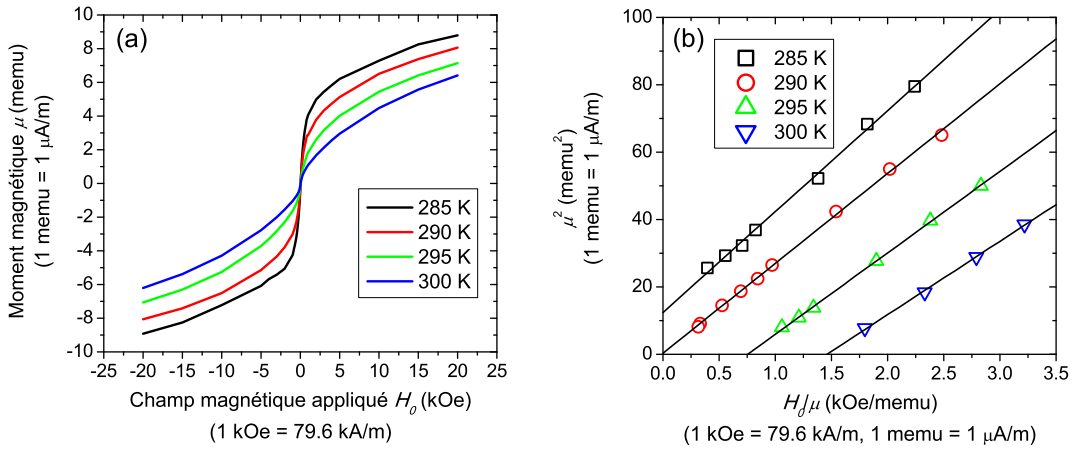 (a)
Moment magnétique μ (memu)
(1 memu = 1 μA/m)
10
8
6
4
2
0
-2
-4
-6
-8
-10
285 K
290 K
295 K
300 K
-25 -20 -15 -10 -5 0 5 10 15 20 25
Champ magnétique appliqué H₀ (kOe)
(1 kOe = 79.6 kA/m)
(b)
μ² (memu²)
(1 memu = 1 μA/m)
100
80
60
40
20
0
285 K
290 K
295 K
300 K
0.0 0.5 1.0 1.5 2.0 2.5 3.0 3.5
H₀/μ (kOe/memu)
(1 kOe = 79.6 kA/m, 1 memu = 1 μA/m)